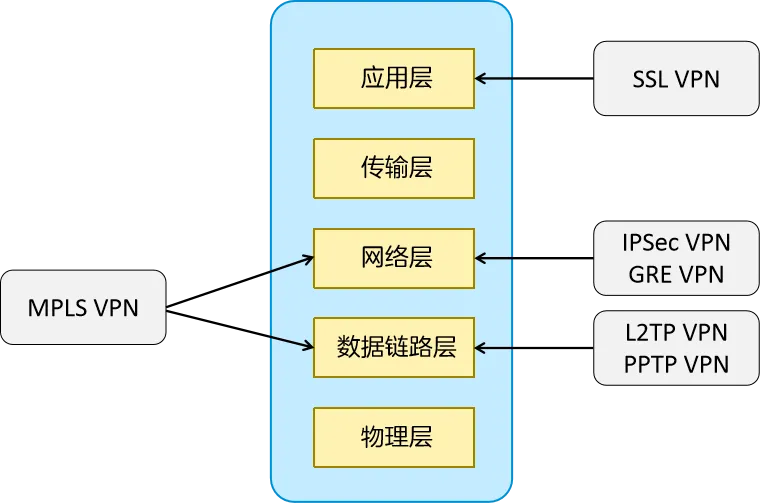 应用层
SSL VPN
传输层
网络层
IPSec VPN
GRE VPN
MPLS VPN
数据链路层
L2TP VPN
PPTP VPN
物理层